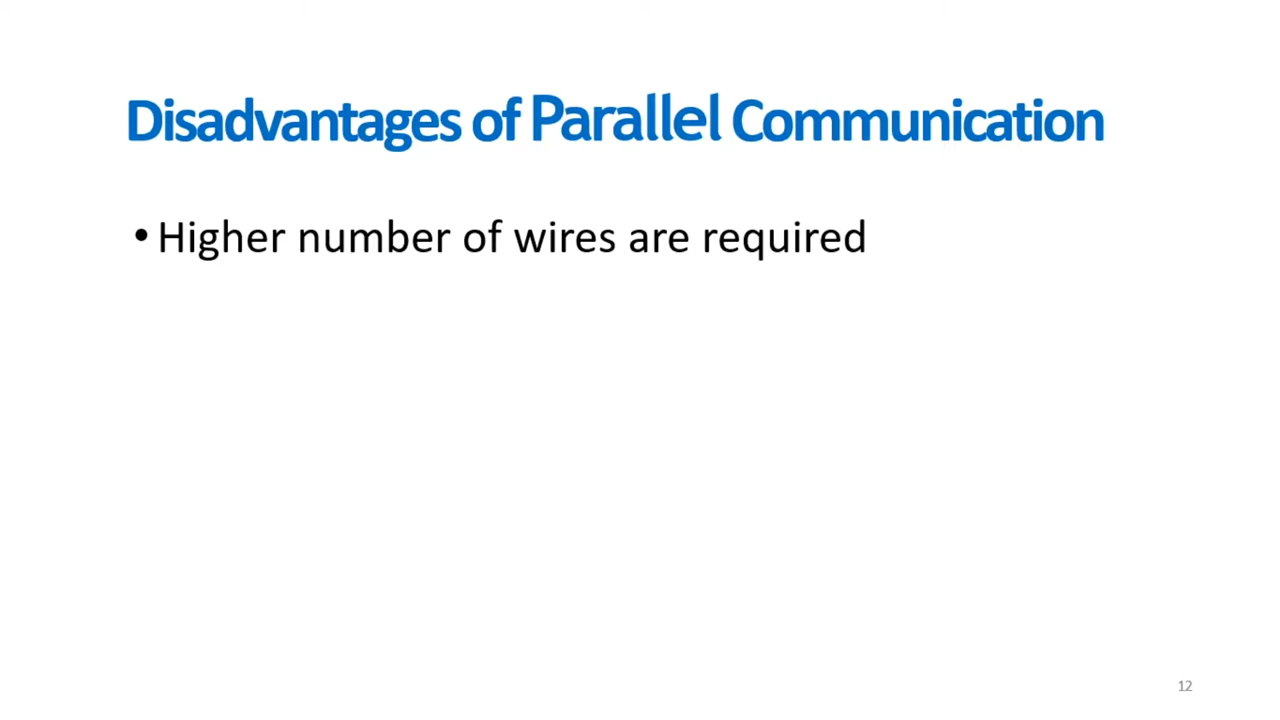 Disadvantages of Parallel Communication
• Higher number of wires are required
12